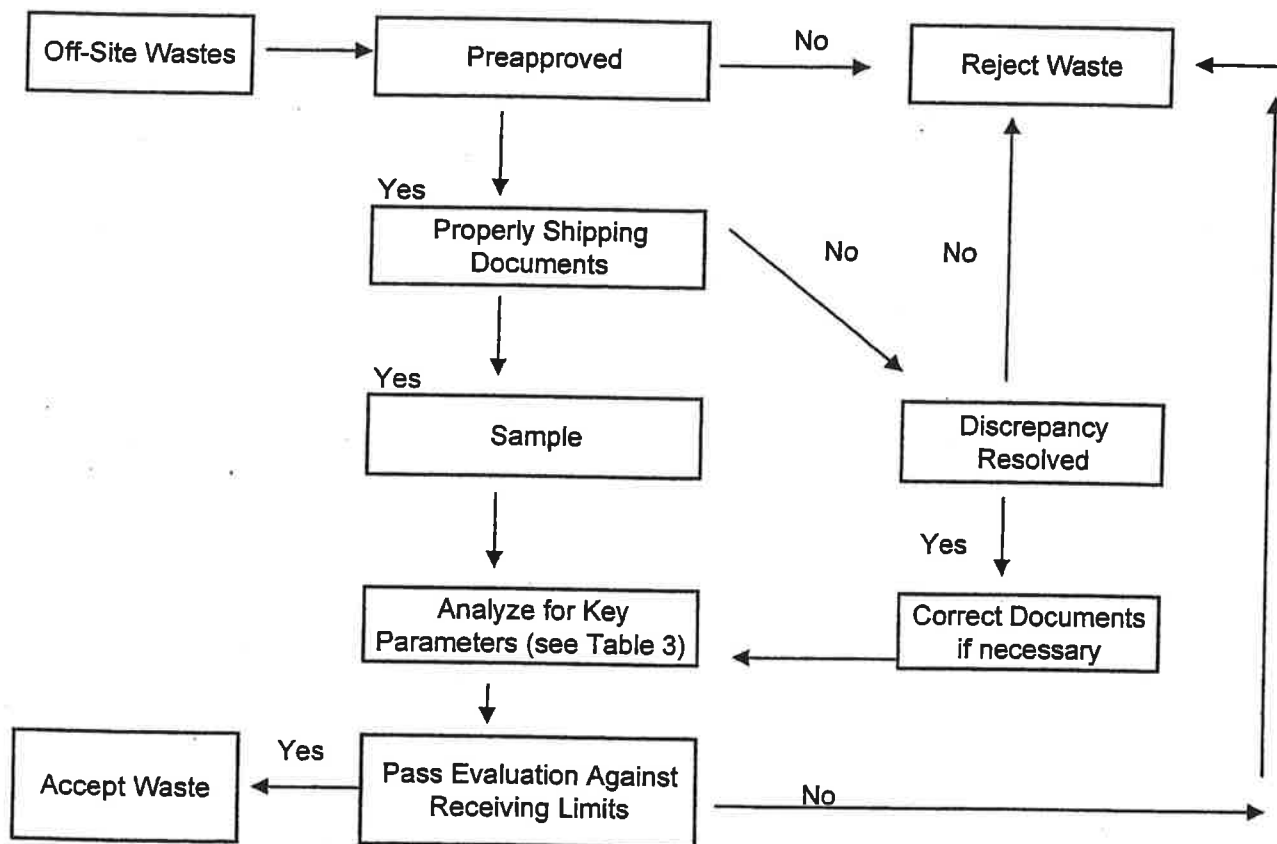 Off-Site Wastes
Preapproved
No
Reject Waste
Yes
Properly Shipping
Documents
No
No
Yes
Sample
Discrepancy
Resolved
Yes
Analyze for Key
Parameters (see Table 3)
Correct Documents
if necessary
Accept Waste
Yes
Pass Evaluation Against
Receiving Limits
No